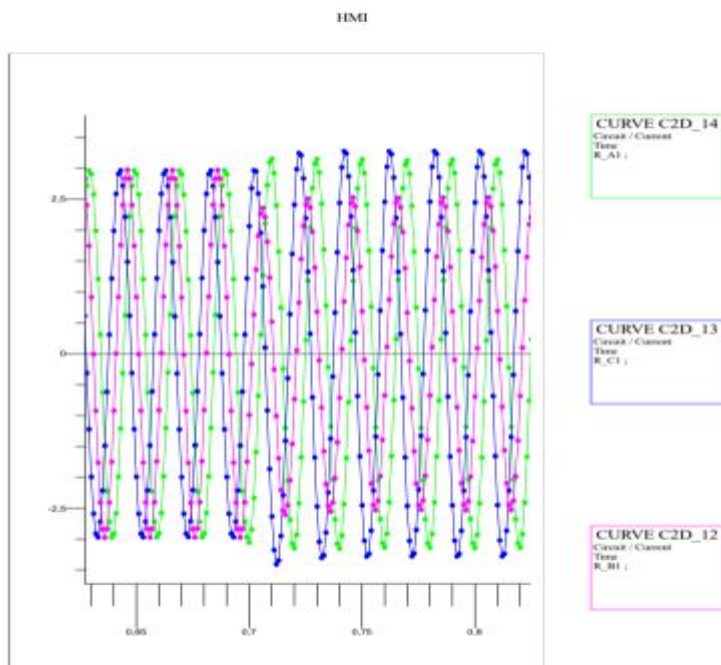 HMI
CURVE C2D_14
Circuit / Current
Time
R_A1 ;
2.5
CURVE C2D_13
Circuit / Current
Time
R_C1 ;
0
-2.5
CURVE C2D_12
Circuit / Current
Time
R_B1 ;
0.65
0.7
0.75
0.8